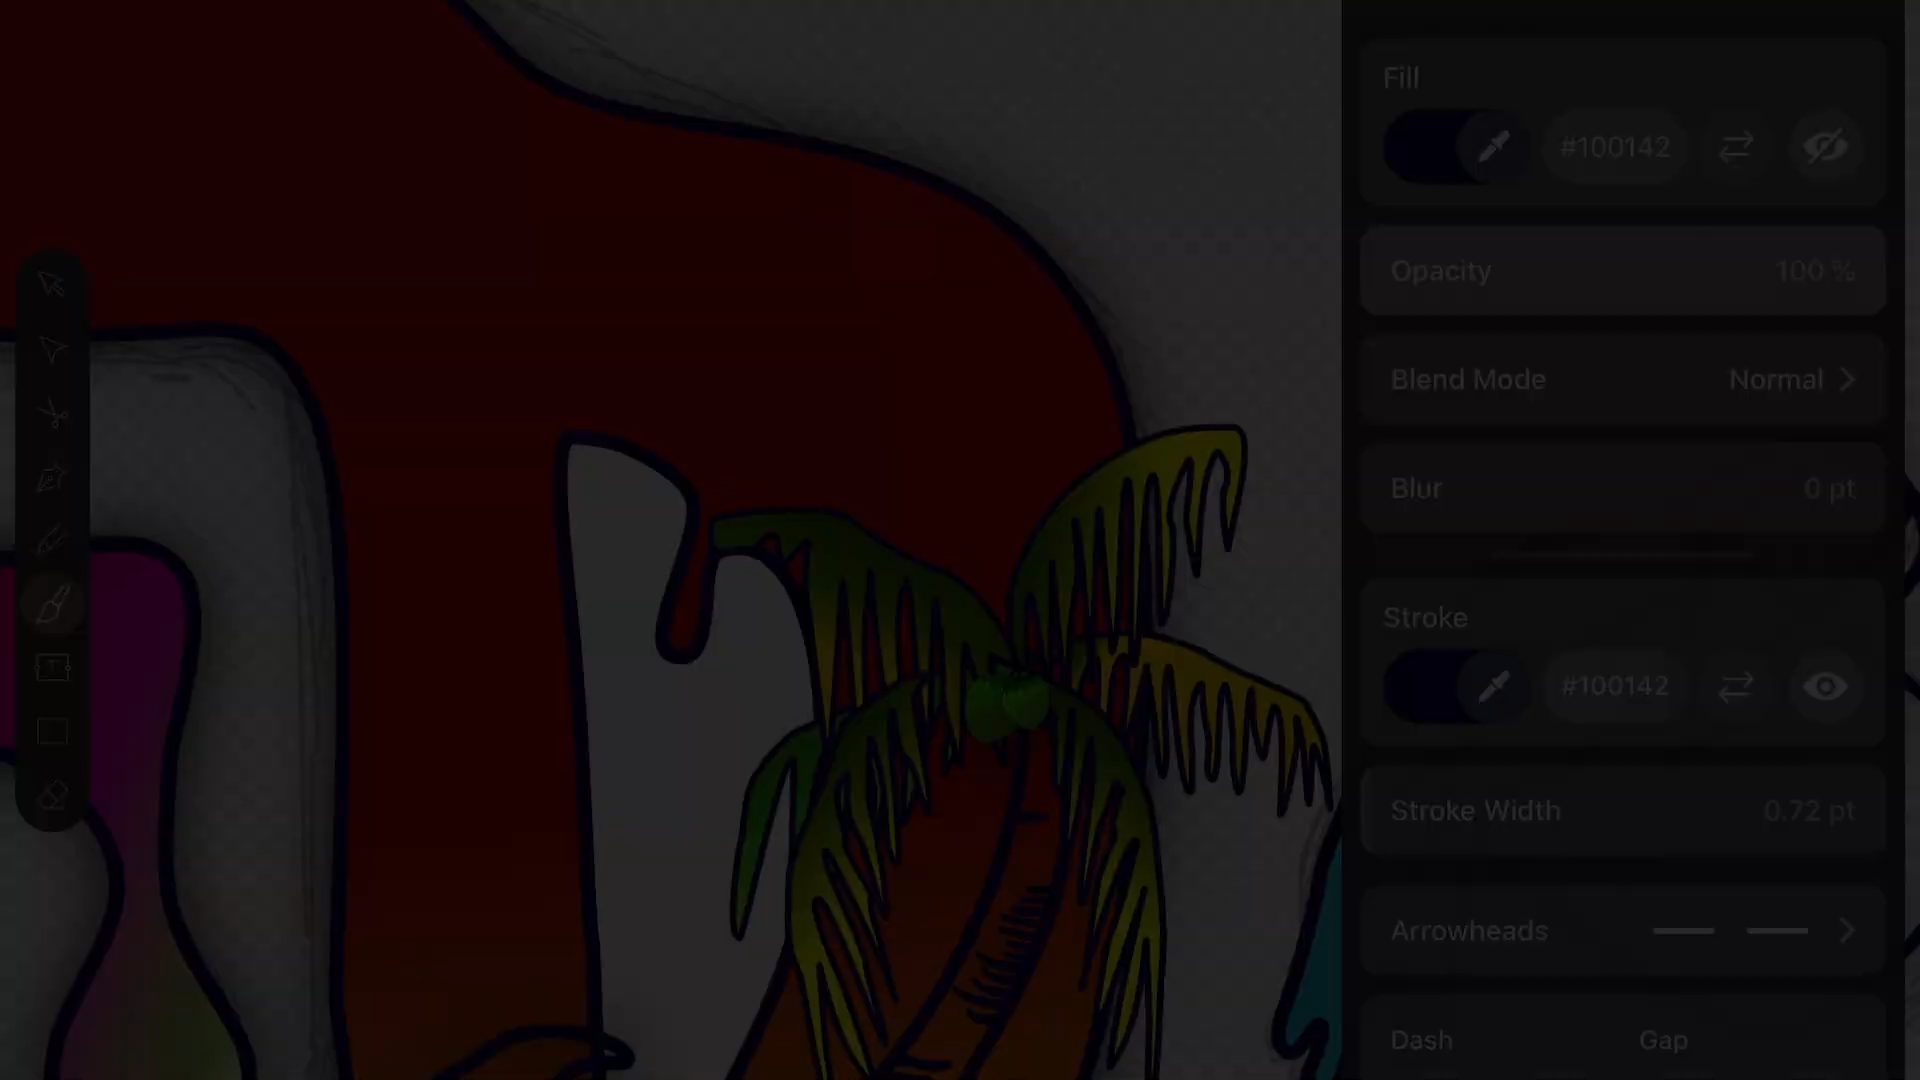 Fill
#100142
Opacity 100 %
Blend Mode Normal
Blur 0 pt
Stroke
#100142
Stroke Width 0.72 pt
Arrowheads
Dash Gap